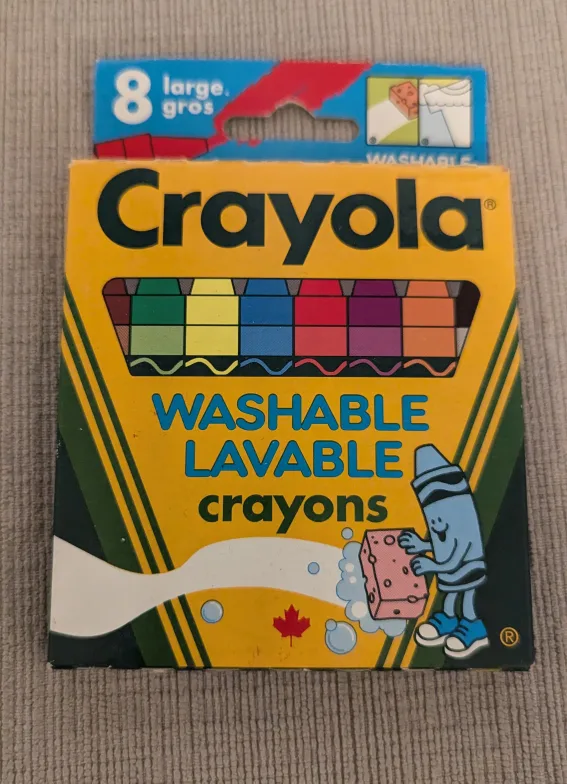 8 large.
gros
WASHABLE
Crayola®
WASHABLE
LAVABLE
crayons
®